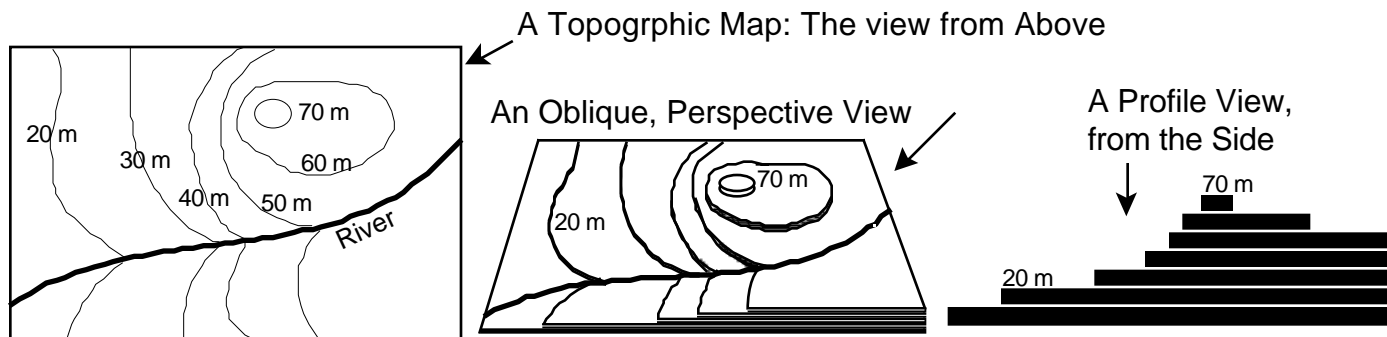 A Topogrphic Map: The view from Above
20 m
30 m
40 m
50 m
60 m
70 m
River
An Oblique, Perspective View
20 m
70 m
A Profile View,
from the Side
70 m
20 m